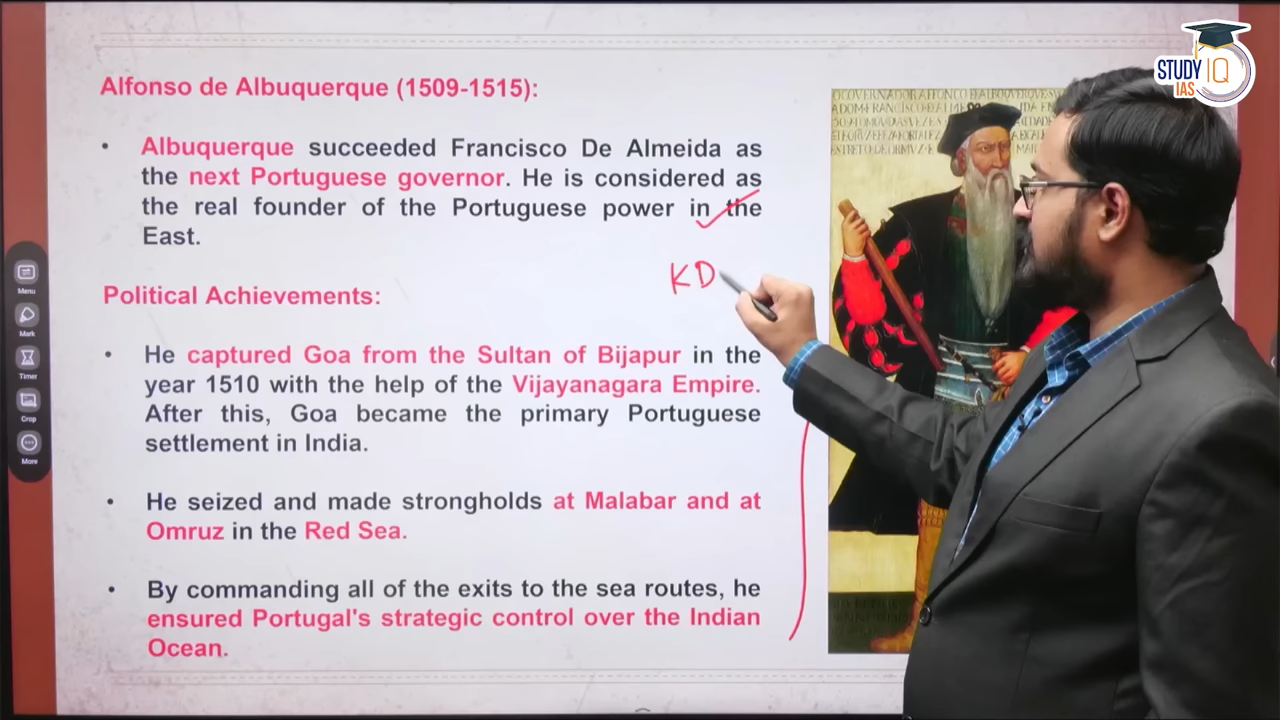 STUDY IQ
IAS
Alfonso de Albuquerque (1509-1515):
• Albuquerque succeeded Francisco De Almeida as
the next Portuguese governor. He is considered as
the real founder of the Portuguese power in the
East.
KD
Political Achievements:
• He captured Goa from the Sultan of Bijapur in the
year 1510 with the help of the Vijayanagara Empire.
After this, Goa became the primary Portuguese
settlement in India.
• He seized and made strongholds at Malabar and at
Omruz in the Red Sea.
• By commanding all of the exits to the sea routes, he
ensured Portugal's strategic control over the Indian
Ocean.
Menu
Mark
Timer
Crop
More